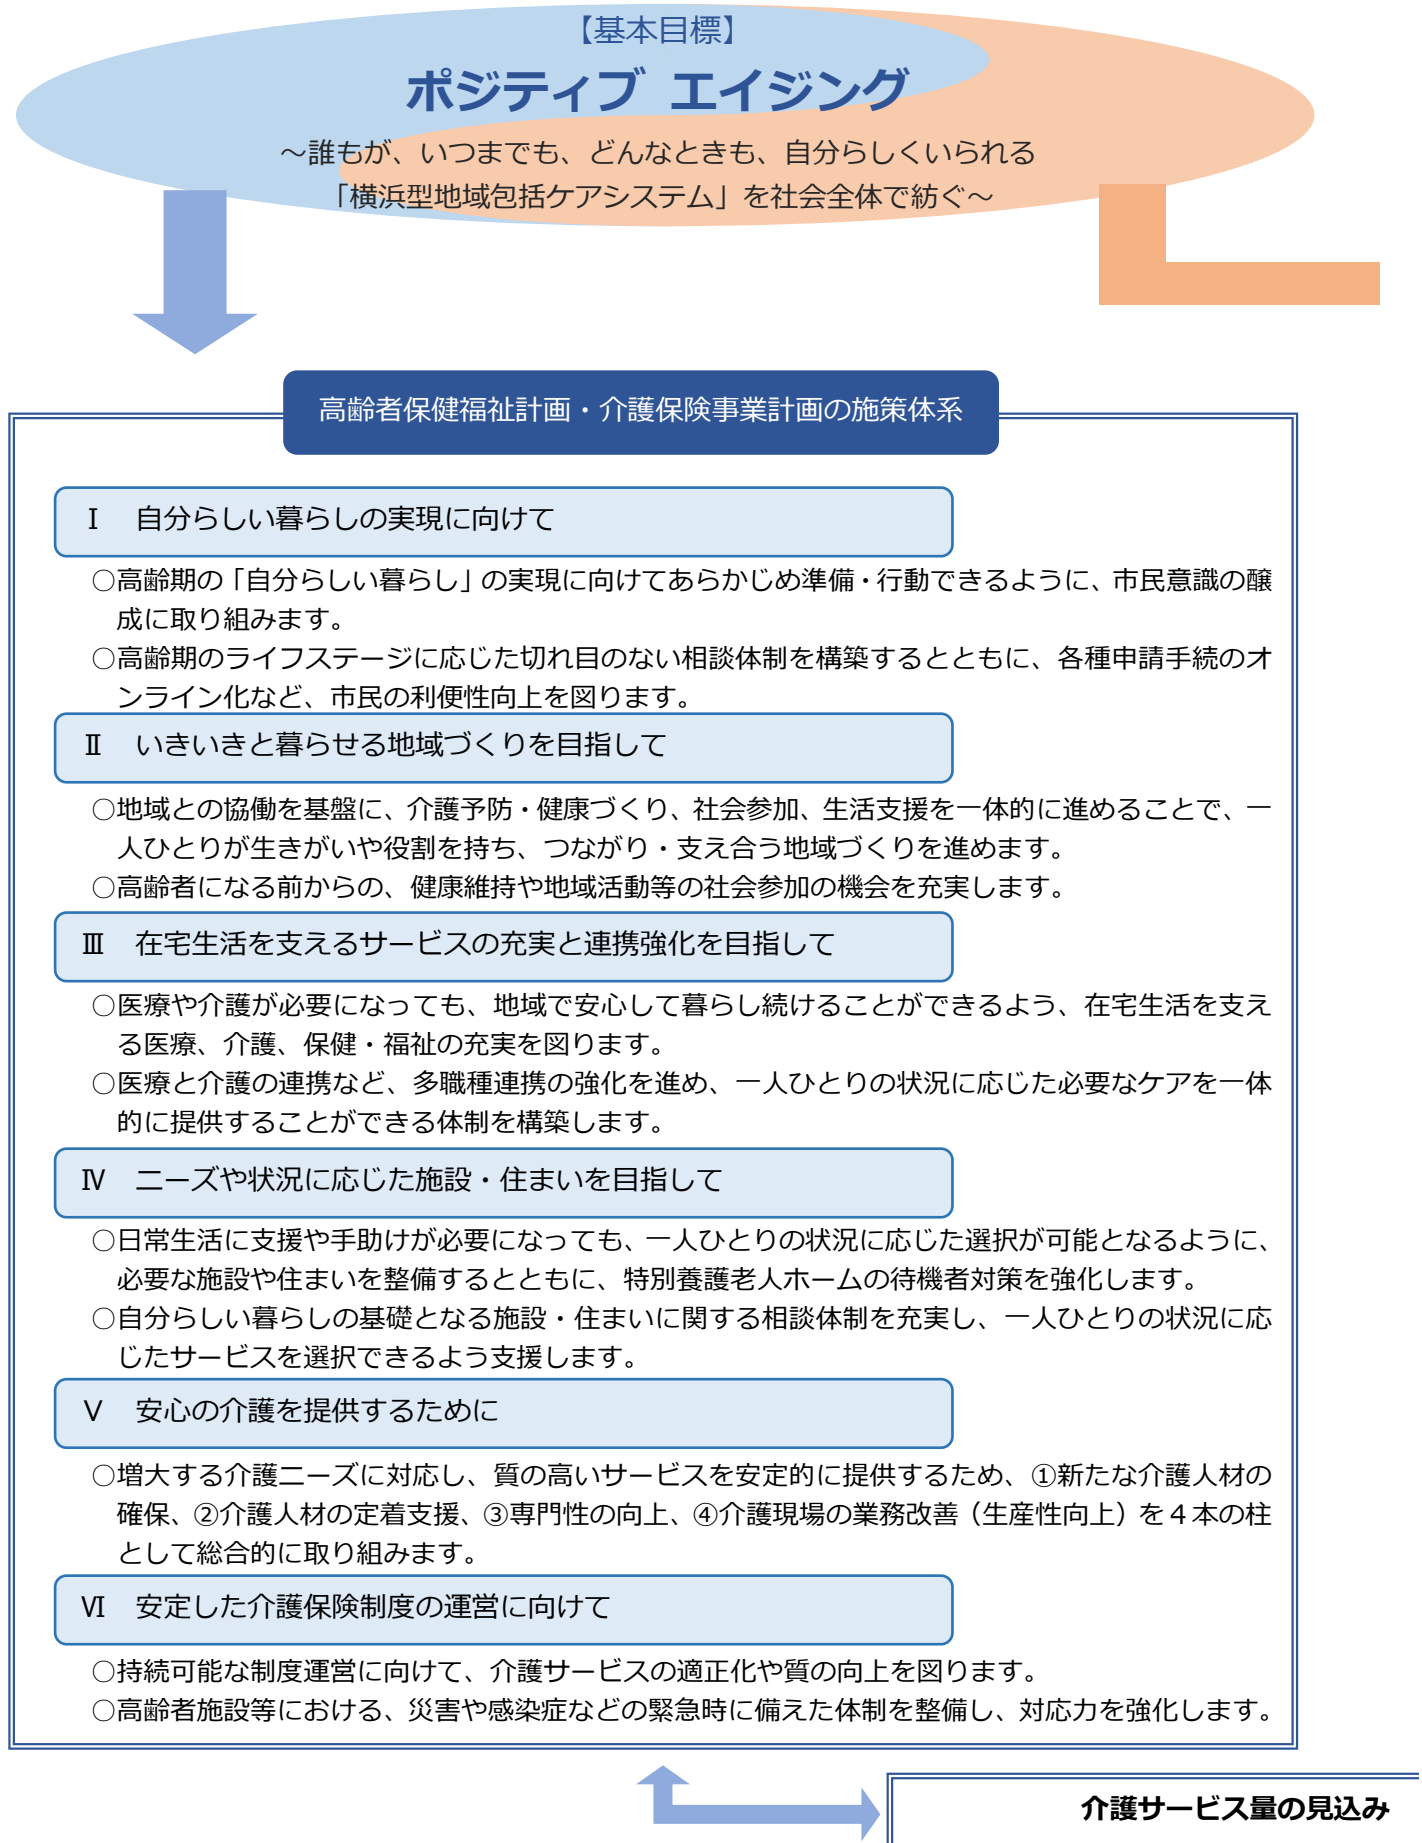 【基本目標】
ポジティブ エイジング
～誰もが、いつまでも、どんなときも、自分らしくいられる
「横浜型地域包括ケアシステム」を社会全体で紡ぐ～
高齢者保健福祉計画・介護保険事業計画の施策体系
Ⅰ 自分らしい暮らしの実現に向けて
○高齢期の「自分らしい暮らし」の実現に向けてあらかじめ準備・行動できるように、市民意識の醸
成に取り組みます。
○高齢期のライフステージに応じた切れ目のない相談体制を構築するとともに、各種申請手続のオ
ンライン化など、市民の利便性向上を図ります。
Ⅱ いきいきと暮らせる地域づくりを目指して
○地域との協働を基盤に、介護予防・健康づくり、社会参加、生活支援を一体的に進めることで、一
人ひとりが生きがいや役割を持ち、つながり・支え合う地域づくりを進めます。
○高齢者になる前からの、健康維持や地域活動等の社会参加の機会を充実します。
Ⅲ 在宅生活を支えるサービスの充実と連携強化を目指して
○医療や介護が必要になっても、地域で安心して暮らし続けることができるよう、在宅生活を支え
る医療、介護、保健・福祉の充実を図ります。
○医療と介護の連携など、多職種連携の強化を進め、一人ひとりの状況に応じた必要なケアを一体
的に提供することができる体制を構築します。
Ⅳ ニーズや状況に応じた施設・住まいを目指して
○日常生活に支援や手助けが必要になっても、一人ひとりの状況に応じた選択が可能となるように、
必要な施設や住まいを整備するとともに、特別養護老人ホームの待機者対策を強化します。
○自分らしい暮らしの基礎となる施設・住まいに関する相談体制を充実し、一人ひとりの状況に応
じたサービスを選択できるよう支援します。
Ⅴ 安心の介護を提供するために
○増大する介護ニーズに対応し、質の高いサービスを安定的に提供するため、①新たな介護人材の
確保、②介護人材の定着支援、③専門性の向上、④介護現場の業務改善（生産性向上）を４本の柱
として総合的に取り組みます。
Ⅵ 安定した介護保険制度の運営に向けて
○持続可能な制度運営に向けて、介護サービスの適正化や質の向上を図ります。
○高齢者施設等における、災害や感染症などの緊急時に備えた体制を整備し、対応力を強化します。
介護サービス量の見込み